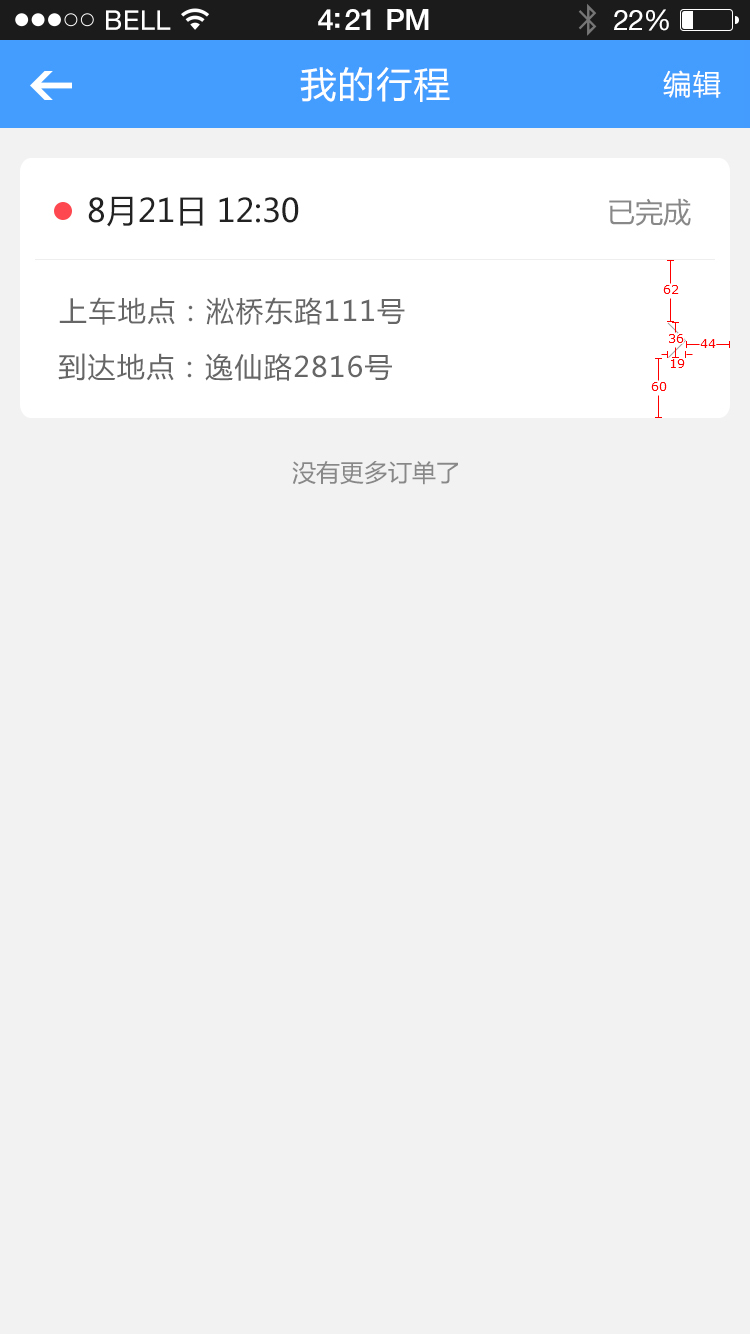 BELL 4:21 PM 22%
我的行程 编辑
8月21日 12:30 已完成
62
上车地点：淞桥东路111号
36
44
19
到达地点：逸仙路2816号
60
没有更多订单了